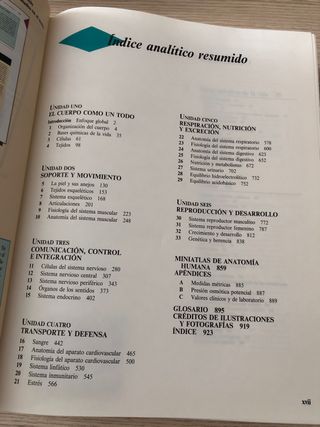 Índice analítico resumido
UNIDAD UNO
EL CUERPO COMO UN TODO
Introducción Enfoque global 2
1 Organización del cuerpo 4
2 Bases químicas de la vida 35
3 Células 61
4 Tejidos 98
UNIDAD DOS
SOPORTE Y MOVIMIENTO
5 La piel y sus anejos 130
6 Tejidos esqueléticos 153
7 Sistema esquelético 168
8 Articulaciones 201
9 Fisiología del sistema muscular 223
10 Anatomía del sistema muscular 248
UNIDAD TRES
COMUNICACIÓN, CONTROL
E INTEGRACIÓN
11 Células del sistema nervioso 280
12 Sistema nervioso central 307
13 Sistema nervioso periférico 343
14 Órganos de los sentidos 373
15 Sistema endocrino 402
UNIDAD CUATRO
TRANSPORTE Y DEFENSA
16 Sangre 442
17 Anatomía del aparato cardiovascular 465
18 Fisiología del aparato cardiovascular 500
19 Sistema linfático 530
20 Sistema inmunitario 545
21 Estrés 566
UNIDAD CINCO
RESPIRACIÓN, NUTRICIÓN
Y EXCRECIÓN
22 Anatomía del sistema respiratorio 578
23 Fisiología del sistema respiratorio 600
24 Anatomía del sistema digestivo 625
25 Fisiología del sistema digestivo 652
26 Nutrición y metabolismo 672
27 Sistema urinario 702
28 Equilibrio hidroelectrolítico 732
29 Equilibrio acidobásico 752
UNIDAD SEIS
REPRODUCCIÓN Y DESARROLLO
30 Sistema reproductor masculino 772
31 Sistema reproductor femenino 787
32 Crecimiento y desarrollo 812
33 Genética y herencia 838
MINIATLAS DE ANATOMÍA
HUMANA 859
APÉNDICES
A Medidas métricas 885
B Presión osmótica potencial 887
C Valores clínicos y de laboratorio 889
GLOSARIO 895
CRÉDITOS DE ILUSTRACIONES
Y FOTOGRAFÍAS 919
ÍNDICE 923
xvii